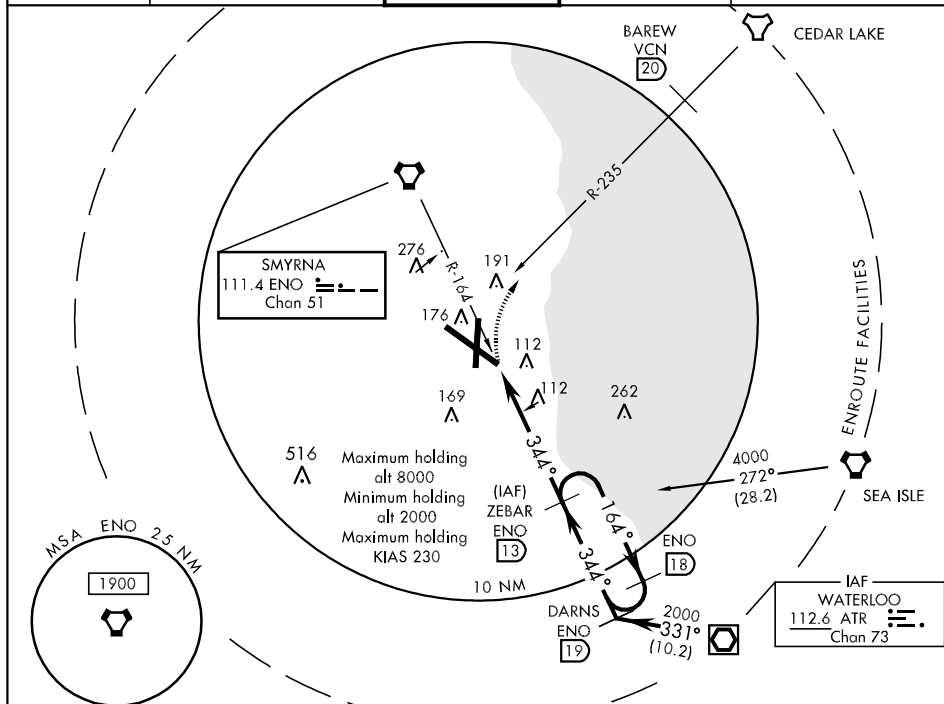 CEDAR LAKE
BAREW
VCN
20
R-235
SMYRNA
111.4 ENO
Chan 51
276
R-164
191
176
112
112
169
262
516
344°
ENROUTE FACILITIES
4000
272°
(28.2)
SEA ISLE
Maximum holding
alt 8000
Minimum holding
alt 2000
Maximum holding
KIAS 230
(IAF)
ZEBAR
ENO
13
164°
344°
ENO
18
10 NM
DARNS
ENO
19
2000
331°
(10.2)
IAF
WATERLOO
112.6 ATR
Chan 73
MSA ENO 25 NM
1900